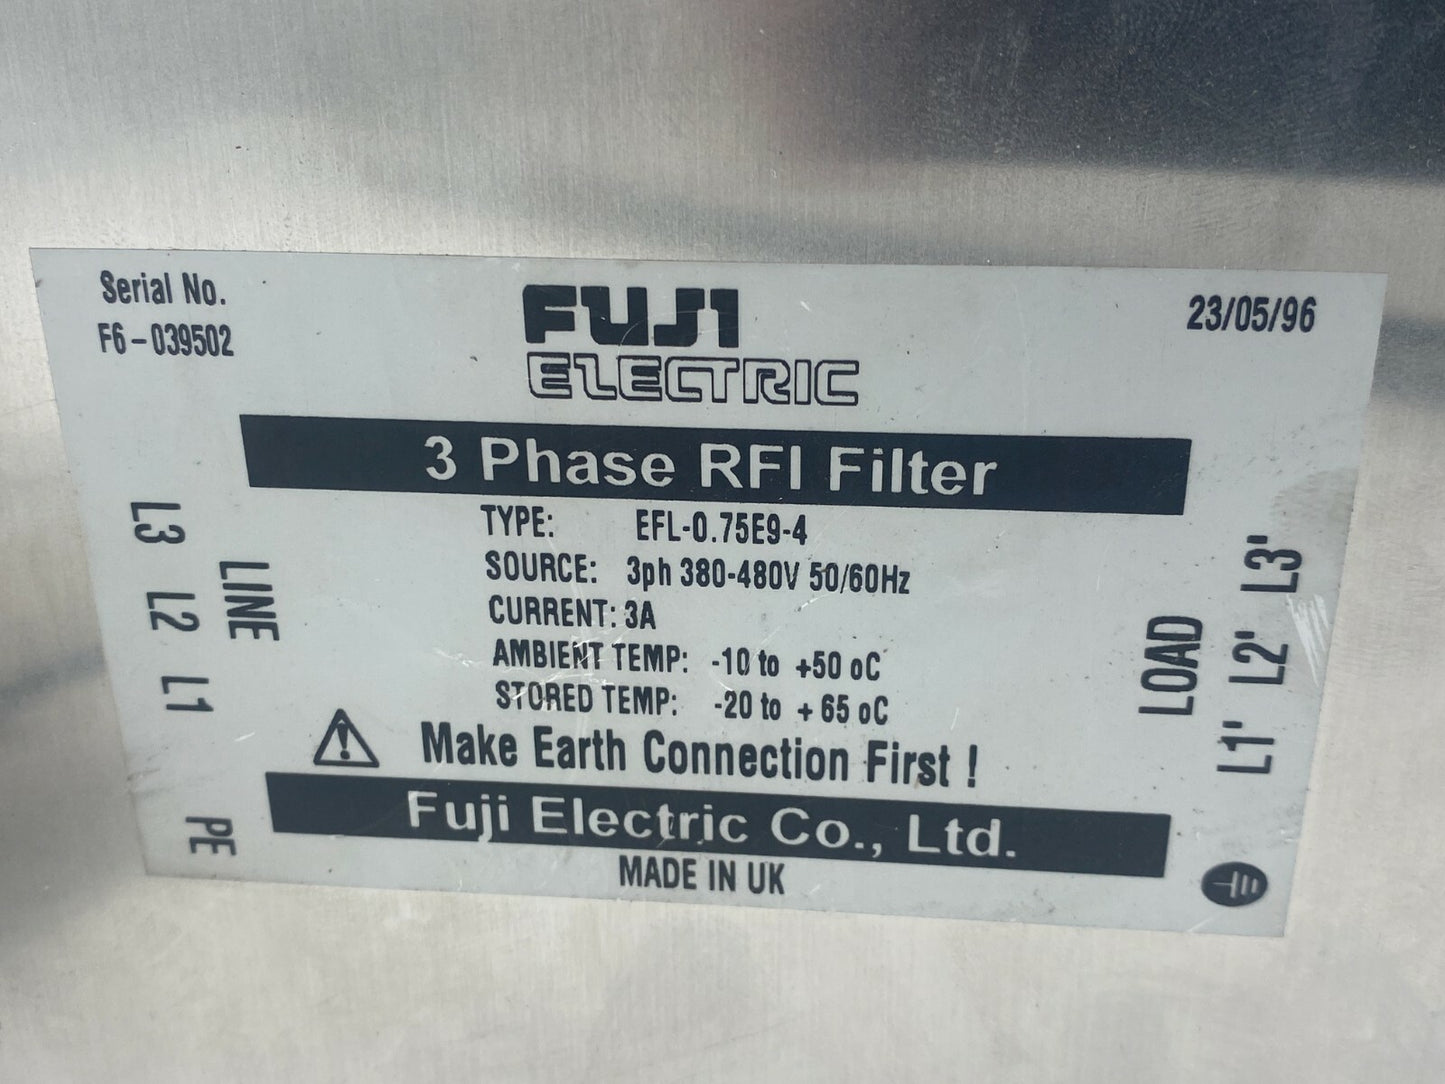 Serial No.
F6-039502
FUJI
ELECTRIC
23/05/96
3 Phase RFI Filter
TYPE: EFL-0.75E9-4
SOURCE: 3ph 380-480V 50/60Hz
CURRENT: 3A
AMBIENT TEMP: -10 to +50 oC
STORED TEMP: -20 to + 65 oC
Make Earth Connection First !
Fuji Electric Co., Ltd.
MADE IN UK
L3 L2 L1 PE
LINE
LOAD
L1' L2' L3'